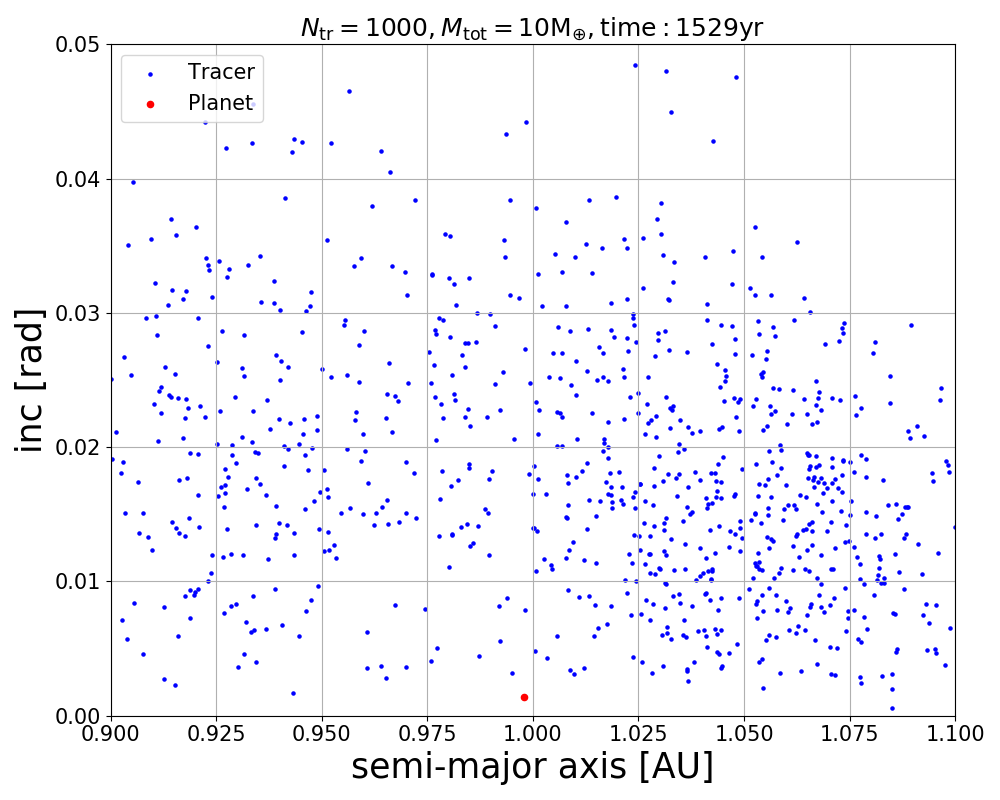 N_tr = 1000, M_tot = 10M_⊕, time : 1529yr
0.05
Tracer
Planet
0.04
0.03
inc [rad]
0.02
0.01
0.00
0.900 0.925 0.950 0.975 1.000 1.025 1.050 1.075 1.100
semi-major axis [AU]